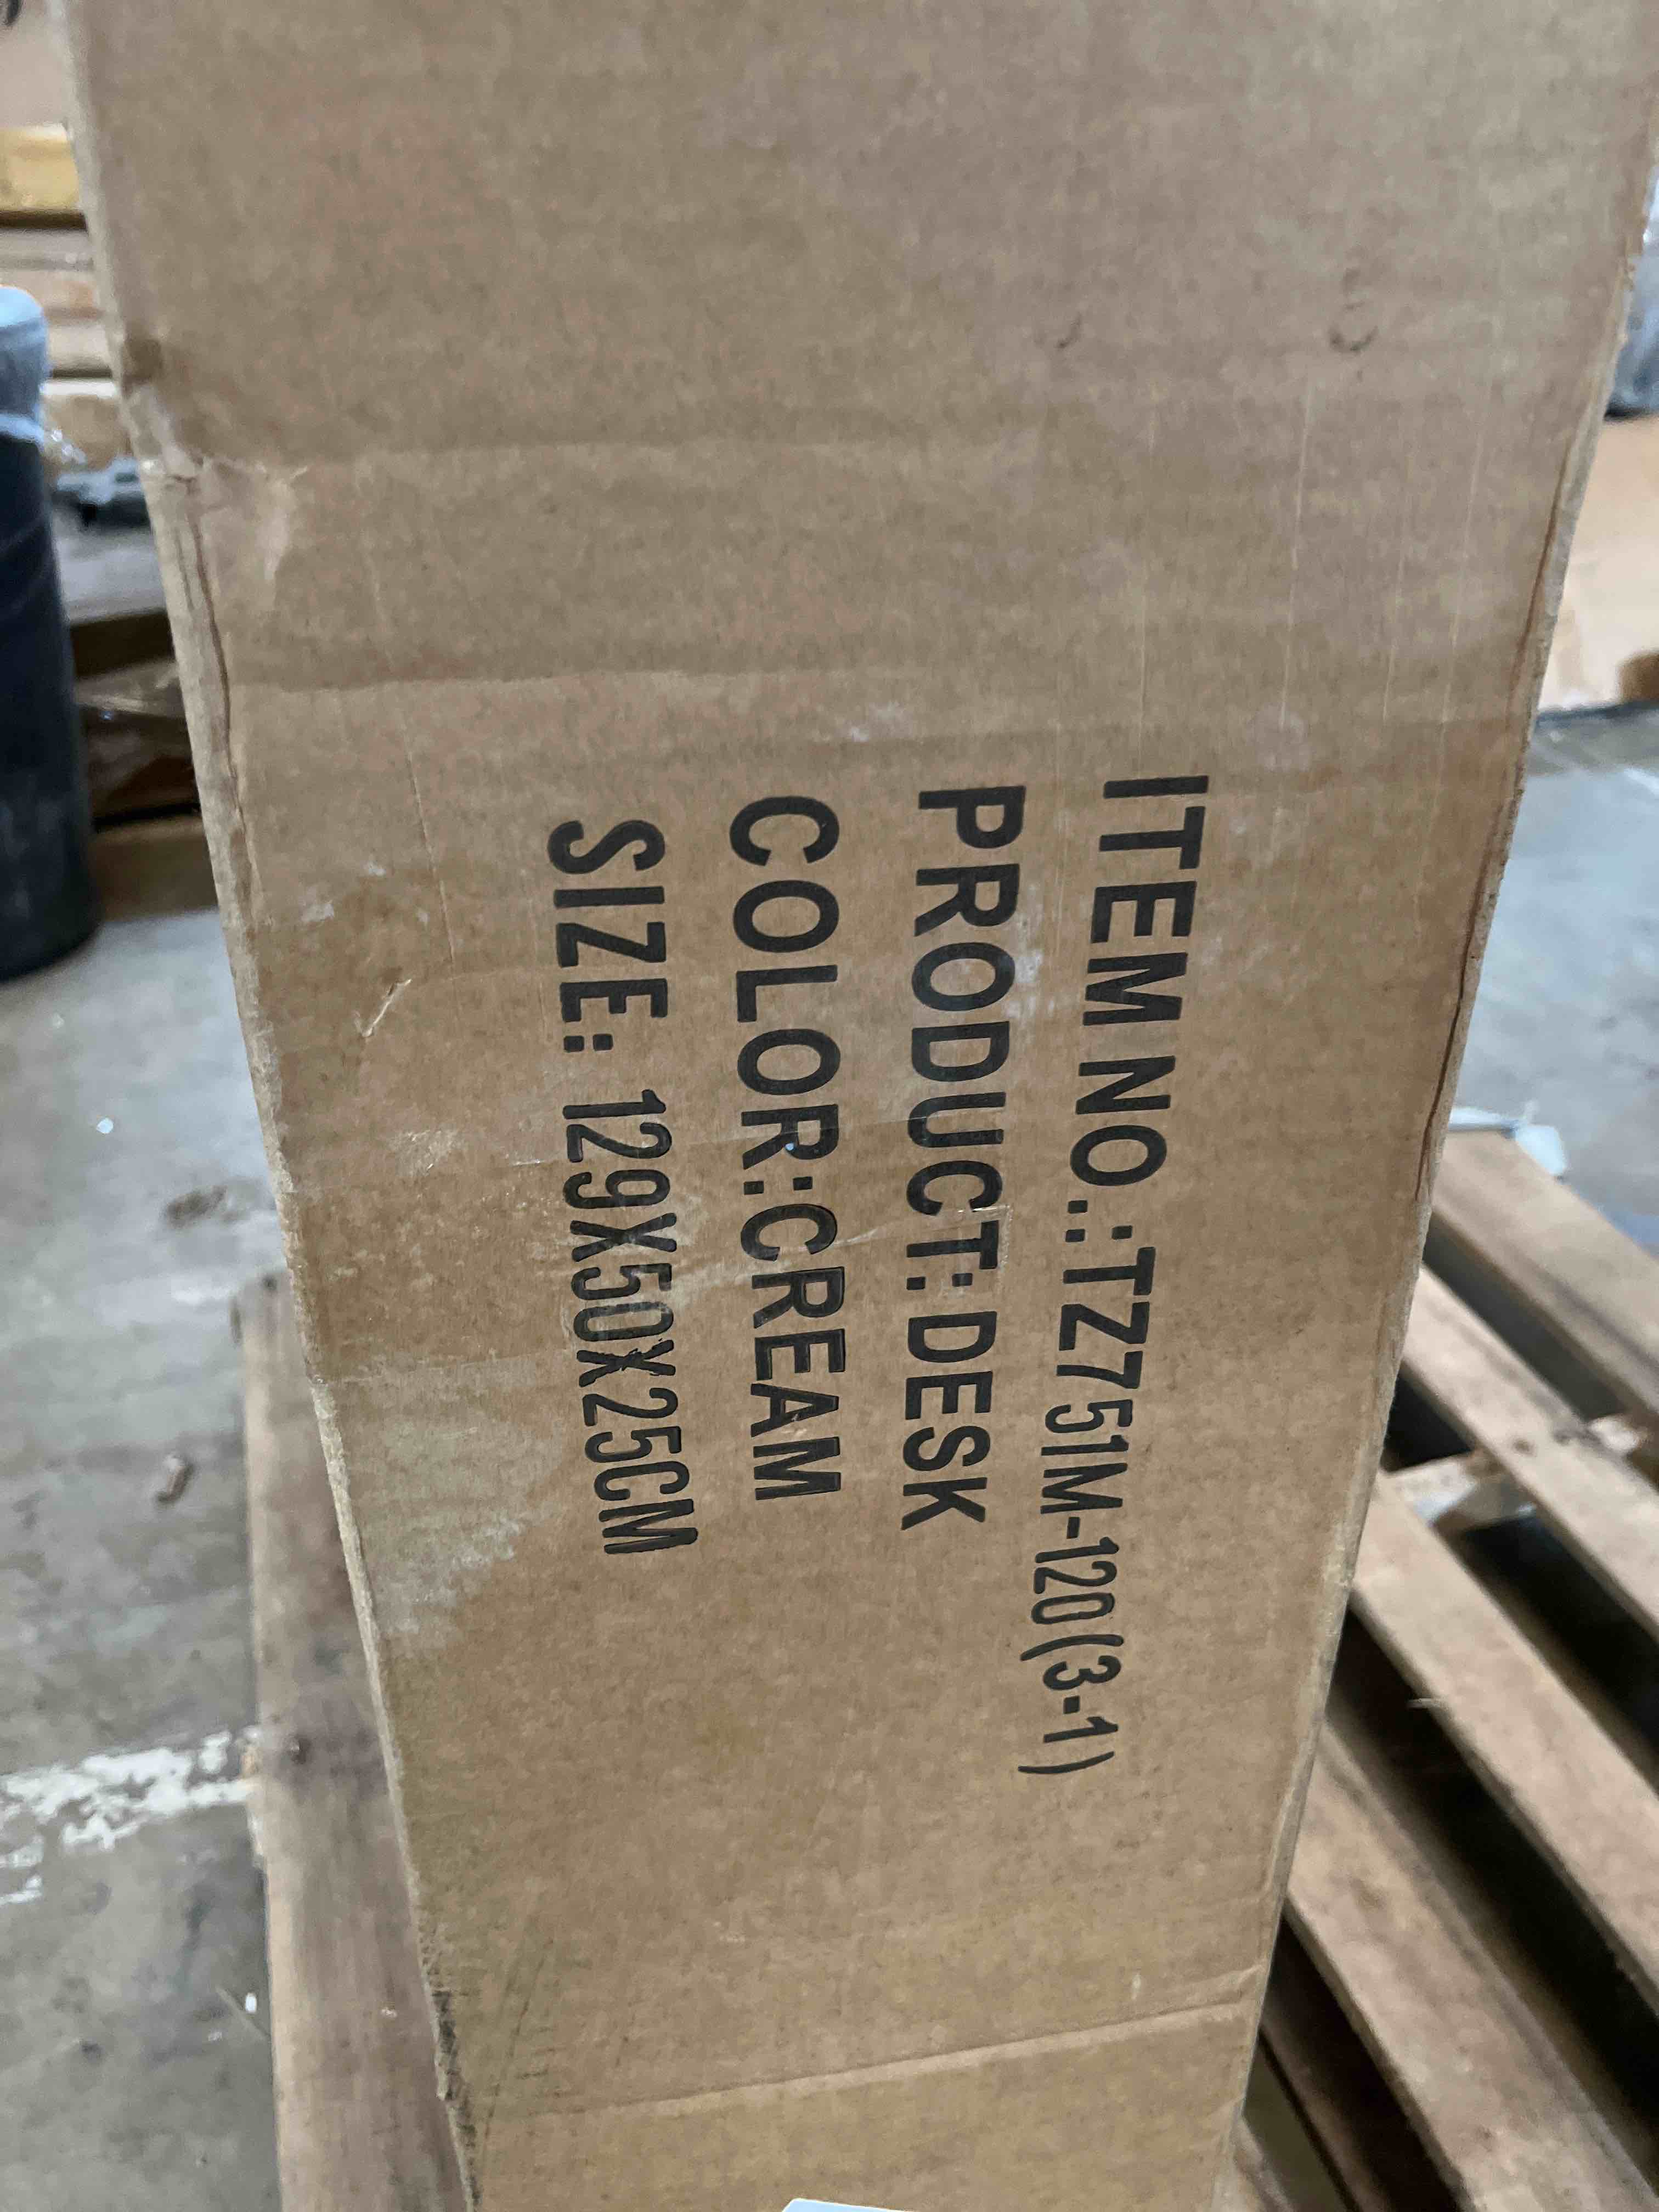 ITEM NO.:TZ751M-120(3-1)
PRODUCT: DESK
COLOR:CREAM
SIZE: 129X50X25CM